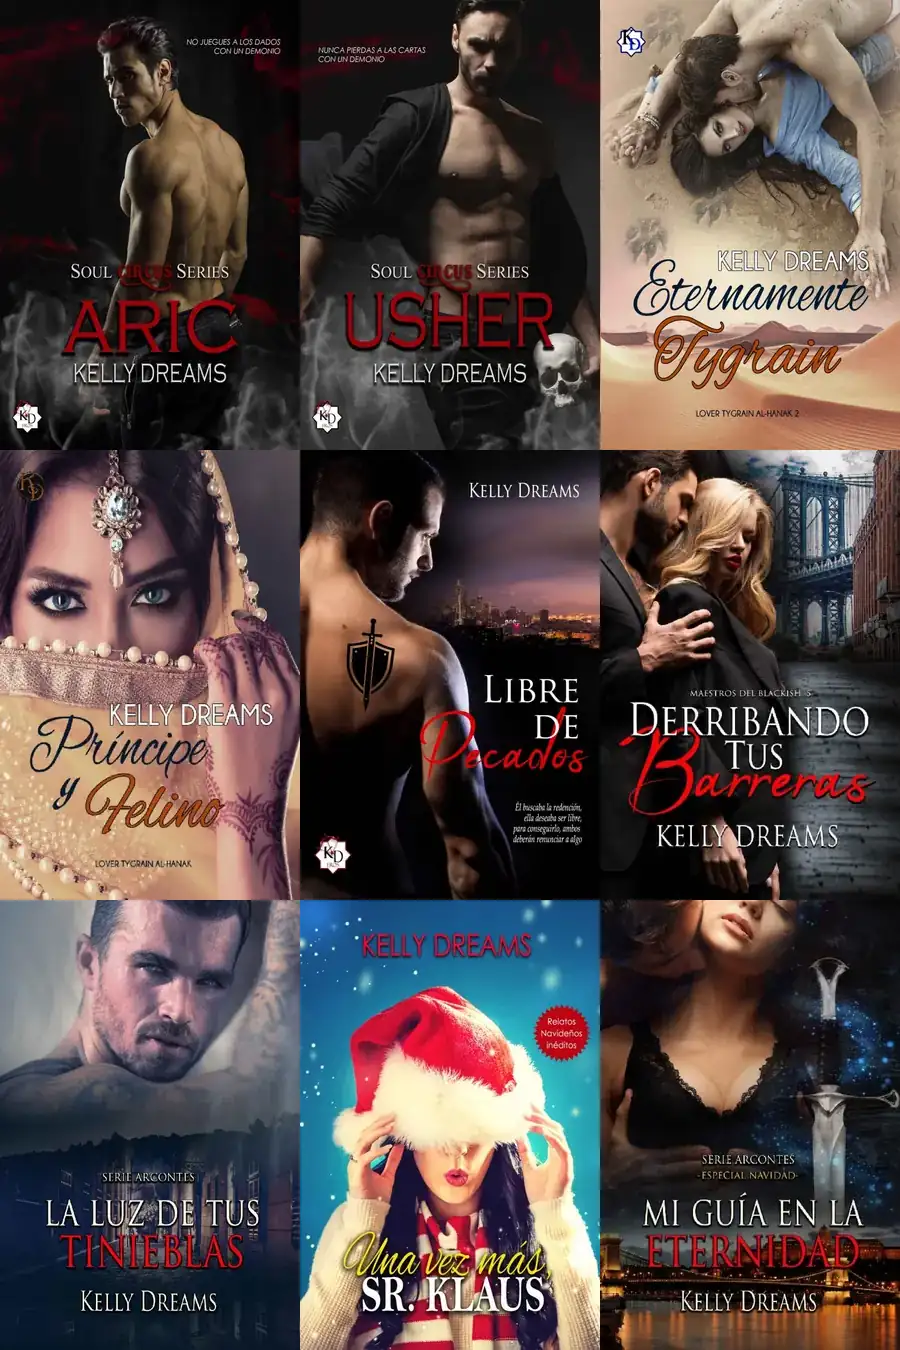 NO JUEGUES A LOS DADOS
CON UN DEMONIO
SOUL CIRCUS SERIES
ARIC
KELLY DREAMS
KD
NUNCA PIERDAS A LAS CARTAS
CON UN DEMONIO
SOUL CIRCUS SERIES
USHER
KELLY DREAMS
KD
KD
KELLY DREAMS
Eternamente
Tygrain
LOVER TYGRAIN AL-HANAK 2
KD
KELLY DREAMS
Príncipe
y Felino
LOVER TYGRAIN AL-HANAK
KELLY DREAMS
LIBRE
DE
Pecados
Él buscaba la redención,
ella deseaba ser libre,
para conseguirlo, ambos
deberán renunciar a algo
KD
MAESTROS DEL BLACKISH 5
DERRIBANDO
TUS
Barreras
KELLY DREAMS
SERIE ARCONTES
LA LUZ DE TUS
TINIEBLAS
KELLY DREAMS
KELLY DREAMS
Relatos
Navideños
inéditos
Una vez más,
SR. KLAUS
SERIE ARCONTES
-ESPECIAL NAVIDAD-
MI GUÍA EN LA
ETERNIDAD
KELLY DREAMS